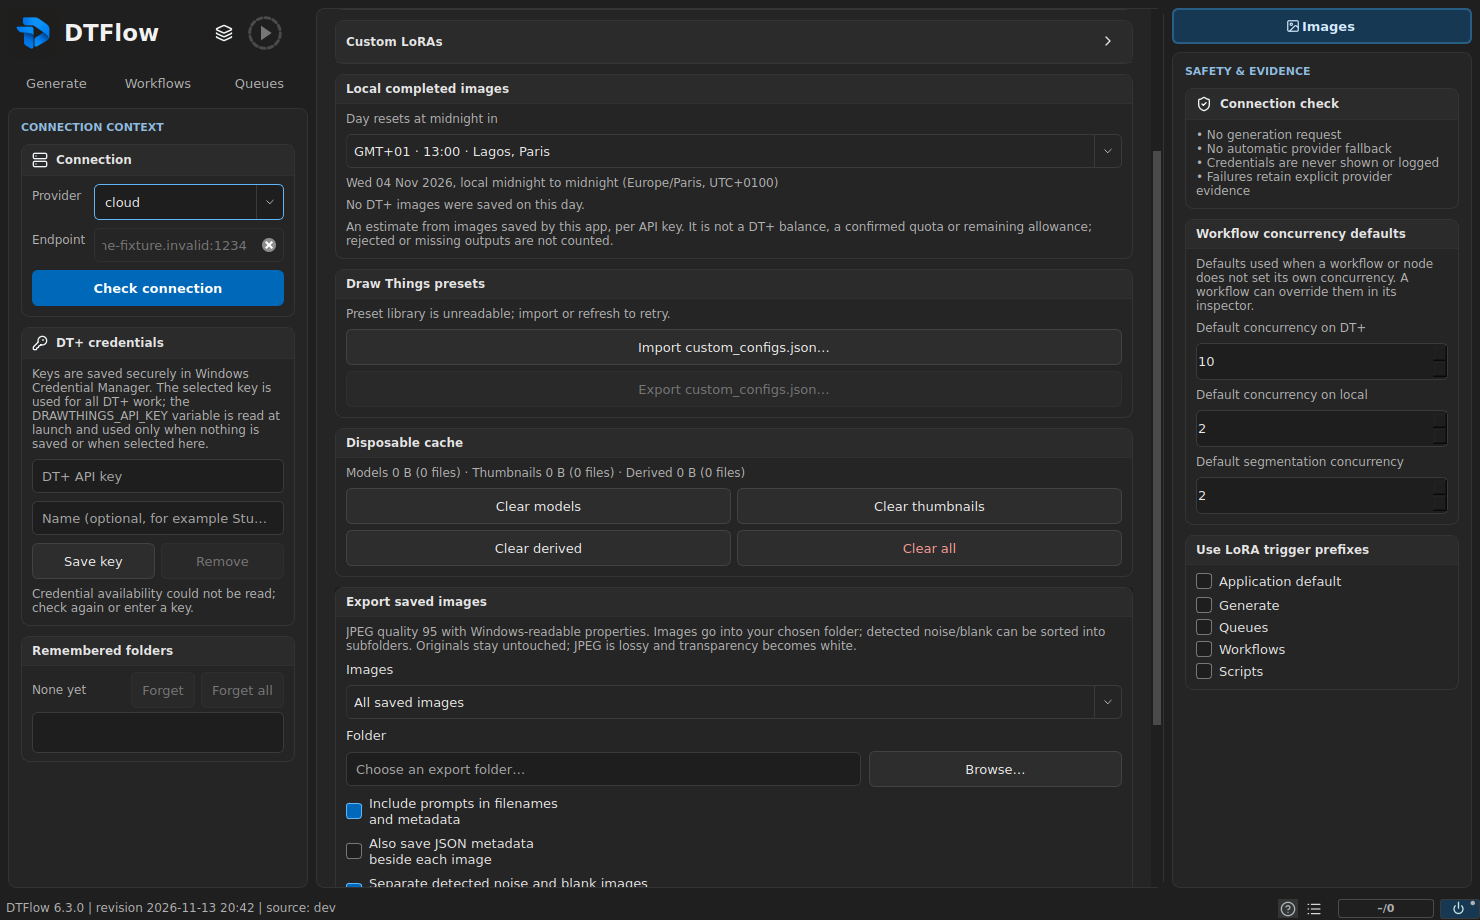 DTFlow
Generate
Workflows
Queues
CONNECTION CONTEXT
Connection
Provider
cloud
Endpoint
ne-fixture.invalid:1234
Check connection
DT+ credentials
Keys are saved securely in Windows
Credential Manager. The selected key is
used for all DT+ work; the
DRAWTHINGS_API_KEY variable is read at
launch and used only when nothing is
saved or when selected here.
DT+ API key
Name (optional, for example Stu...
Save key
Remove
Credential availability could not be read;
check again or enter a key.
Remembered folders
None yet
Forget
Forget all
Custom LoRAs
Local completed images
Day resets at midnight in
GMT+01 · 13:00 · Lagos, Paris
Wed 04 Nov 2026, local midnight to midnight (Europe/Paris, UTC+0100)
No DT+ images were saved on this day.
An estimate from images saved by this app, per API key. It is not a DT+ balance, a confirmed quota or remaining allowance;
rejected or missing outputs are not counted.
Draw Things presets
Preset library is unreadable; import or refresh to retry.
Import custom_configs.json...
Export custom_configs.json...
Disposable cache
Models 0 B (0 files) · Thumbnails 0 B (0 files) · Derived 0 B (0 files)
Clear models
Clear thumbnails
Clear derived
Clear all
Export saved images
JPEG quality 95 with Windows-readable properties. Images go into your chosen folder; detected noise/blank can be sorted into
subfolders. Originals stay untouched; JPEG is lossy and transparency becomes white.
Images
All saved images
Folder
Choose an export folder...
Browse...
Include prompts in filenames
and metadata
Also save JSON metadata
beside each image
Separate detected noise and blank images
Images
SAFETY & EVIDENCE
Connection check
• No generation request
• No automatic provider fallback
• Credentials are never shown or logged
• Failures retain explicit provider
evidence
Workflow concurrency defaults
Defaults used when a workflow or node
does not set its own concurrency. A
workflow can override them in its
inspector.
Default concurrency on DT+
10
Default concurrency on local
2
Default segmentation concurrency
2
Use LoRA trigger prefixes
Application default
Generate
Queues
Workflows
Scripts
DTFlow 6.3.0 | revision 2026-11-13 20:42 | source: dev
–/0